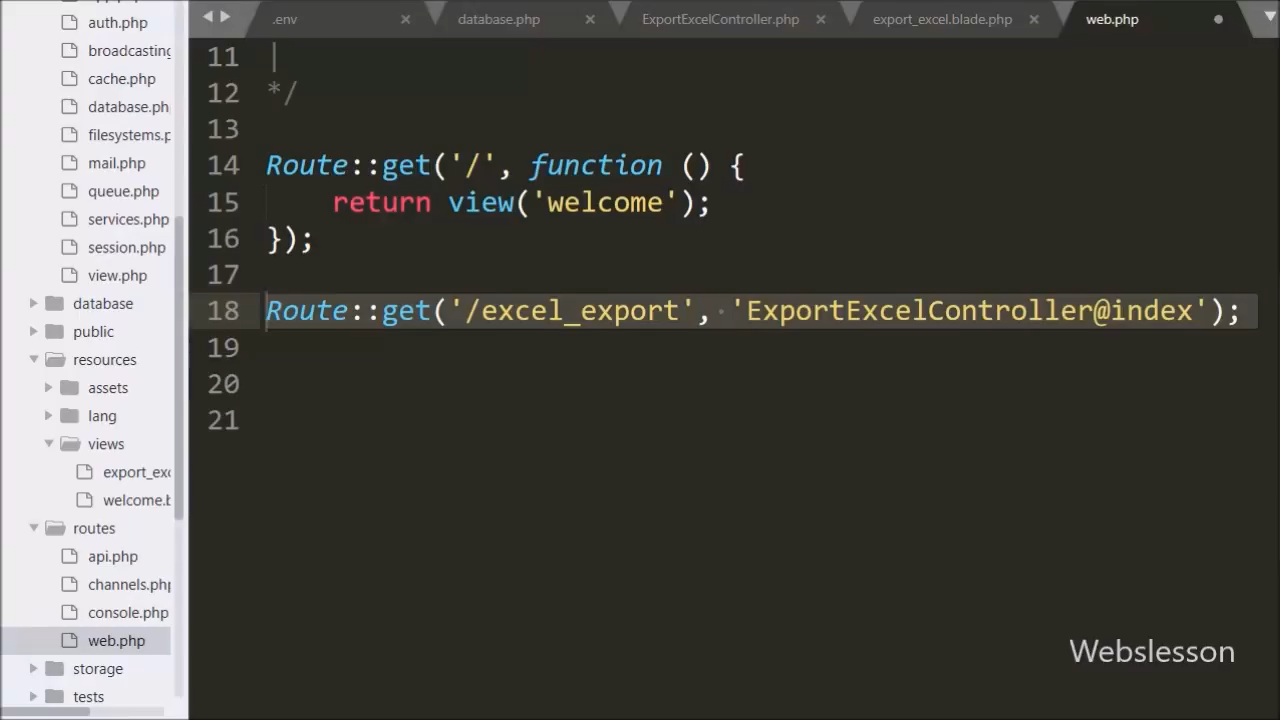 .env
database.php
ExportExcelController.php
export_excel.blade.php
web.php
auth.php
broadcasting
cache.php
database.ph
filesystems.p
mail.php
queue.php
services.php
session.php
view.php
database
public
resources
assets
lang
views
export_exc
welcome.b
routes
api.php
channels.php
console.php
web.php
storage
tests
11 |
12 */
13
14 Route::get('/', function () {
15 return view('welcome');
16 });
17
18 Route::get('/excel_export', 'ExportExcelController@index');
19
20
21
Webslesson